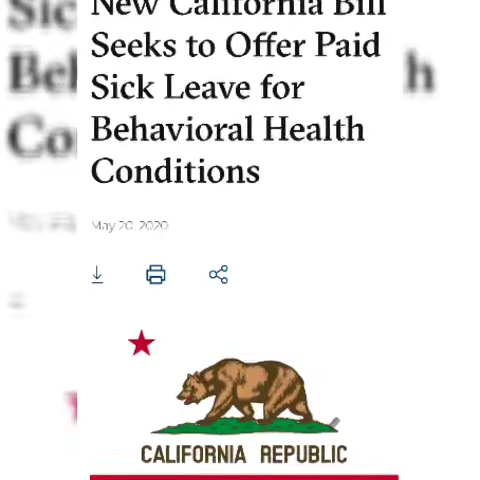 New California Bill
Seeks to Offer Paid
Sick Leave for
Behavioral Health
Conditions
May 20, 2020
CALIFORNIA REPUBLIC